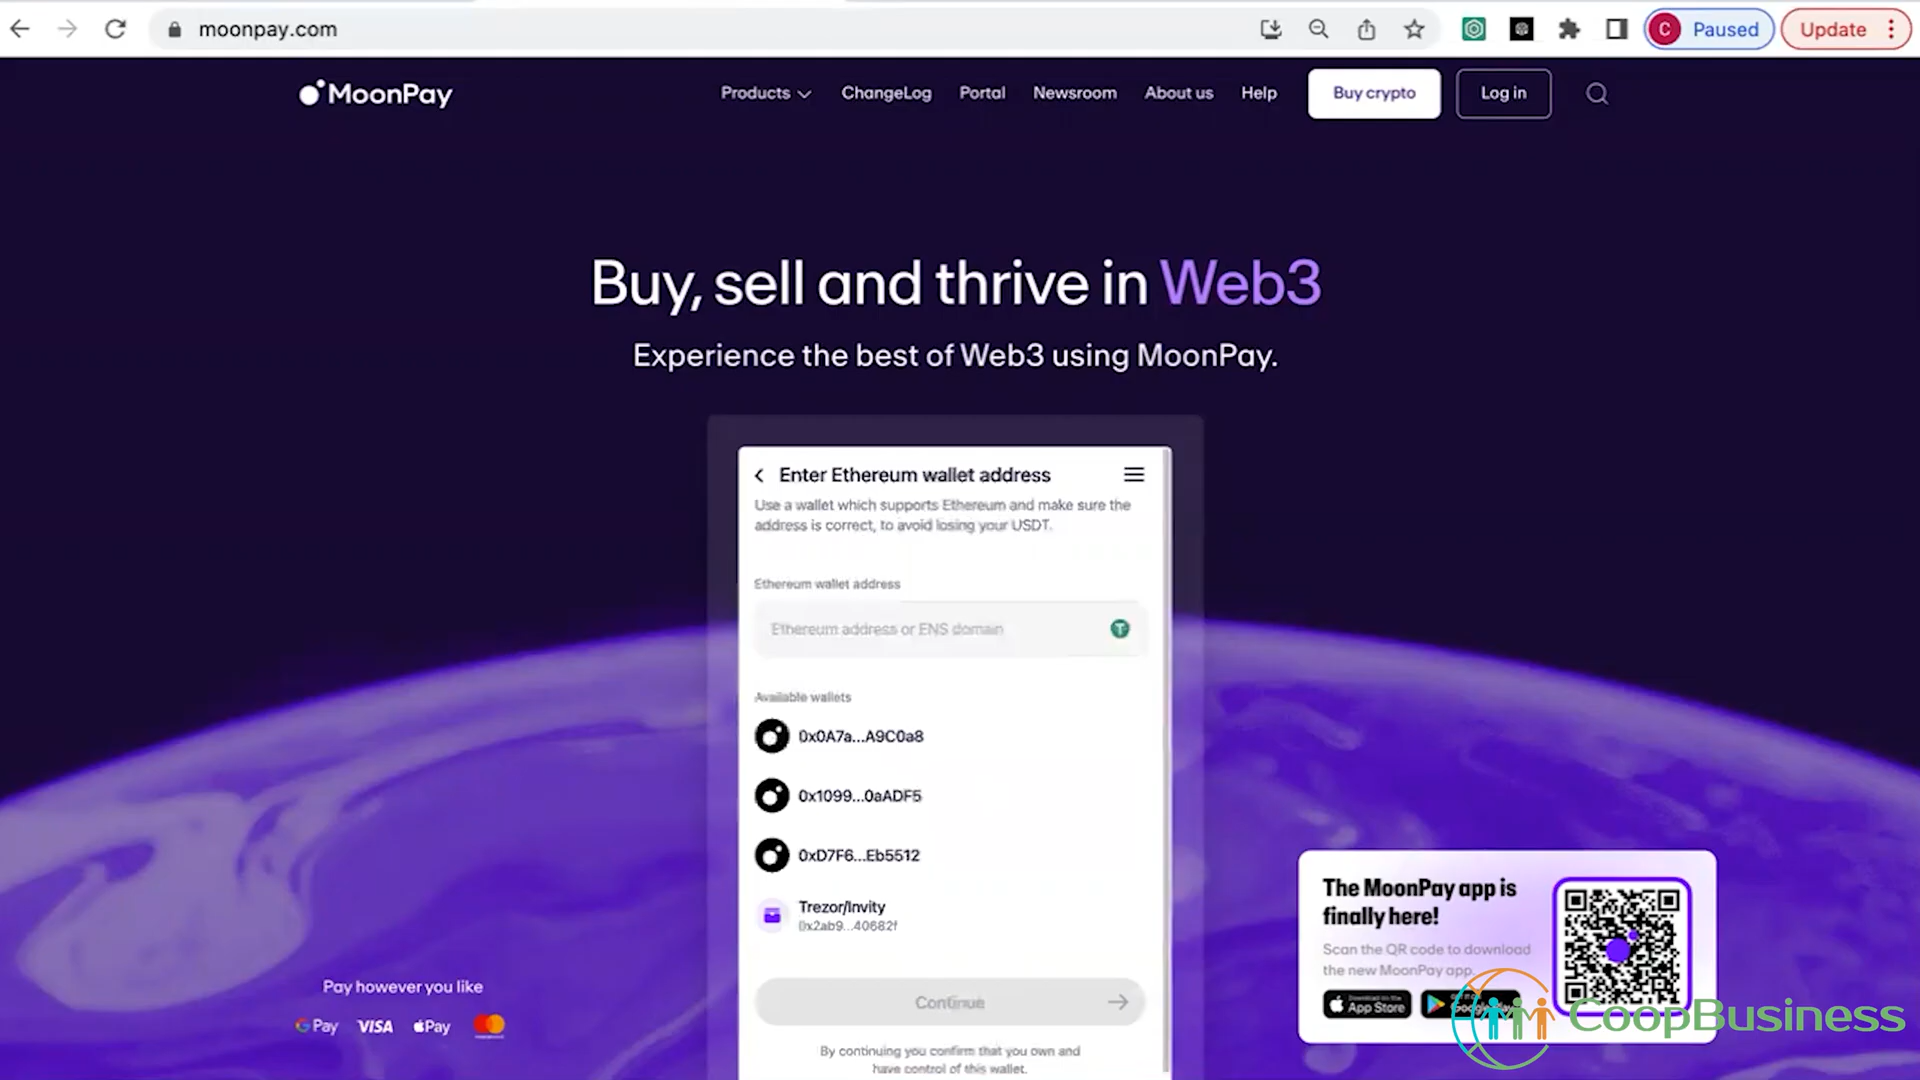 moonpay.com
C
Paused
Update
MoonPay
Products
ChangeLog
Portal
Newsroom
About us
Help
Buy crypto
Log in
Buy, sell and thrive in Web3
Experience the best of Web3 using MoonPay.
Enter Ethereum wallet address
Use a wallet which supports Ethereum and make sure the
address is correct, to avoid losing your USDT.
Ethereum wallet address
Ethereum address or ENS domain
Available wallets
0x0A7a...A9C0a8
0x1099...0aADF5
0xD7F6...Eb5512
Trezor/Invity
0x2ab9...40682f
Continue
By continuing you confirm that you own and
have control of this wallet.
Pay however you like
G Pay
VISA
Pay
The MoonPay app is
finally here!
Scan the QR code to download
the new MoonPay app.
Download on the
App Store
Google Play
CoopBusiness